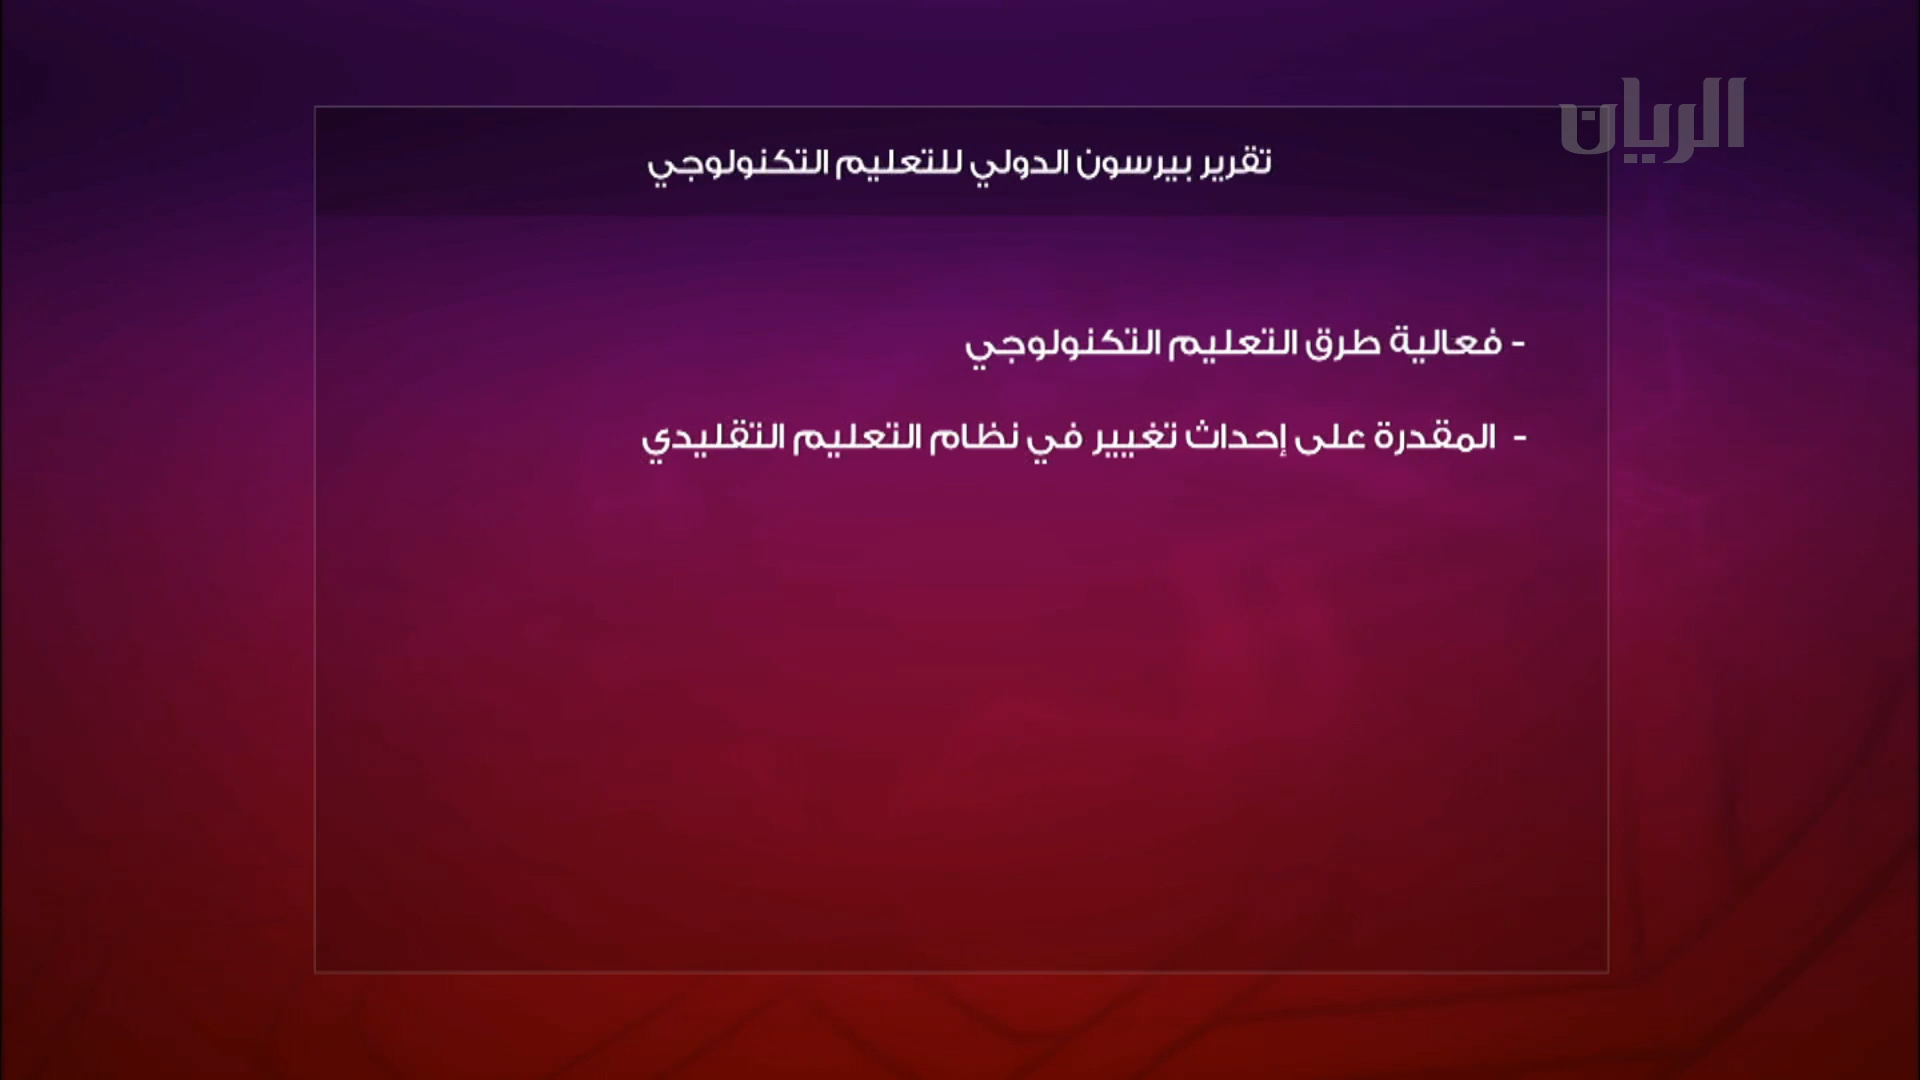 الريان
تقرير بيرسون الدولي للتعليم التكنولوجي
- فعالية طرق التعليم التكنولوجي
- المقدرة على إحداث تغيير في نظام التعليم التقليدي